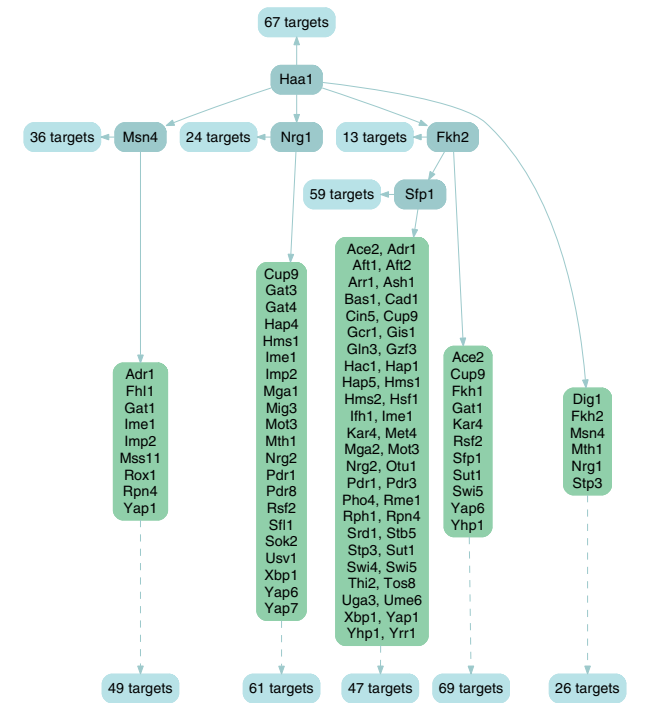 67 targets
Haa1
36 targets
Msn4
24 targets
Nrg1
13 targets
Fkh2
59 targets
Sfp1
Adr1
Fhl1
Gat1
Ime1
Imp2
Mss11
Rox1
Rpn4
Yap1
Cup9
Gat3
Gat4
Hap4
Hms1
Ime1
Imp2
Mga1
Mig3
Mot3
Mth1
Nrg2
Pdr1
Pdr8
Rsf2
Sfl1
Sok2
Usv1
Xbp1
Yap6
Yap7
Ace2, Adr1
Aft1, Aft2
Arr1, Ash1
Bas1, Cad1
Cin5, Cup9
Gcr1, Gis1
Gln3, Gzf3
Hac1, Hap1
Hap5, Hms1
Hms2, Hsf1
Ifh1, Ime1
Kar4, Met4
Mga2, Mot3
Nrg2, Otu1
Pdr1, Pdr3
Pho4, Rme1
Rph1, Rpn4
Srd1, Stb5
Stp3, Sut1
Swi4, Swi5
Thi2, Tos8
Uga3, Ume6
Xbp1, Yap1
Yhp1, Yrr1
Ace2
Cup9
Fkh1
Gat1
Kar4
Rsf2
Sfp1
Sut1
Swi5
Yap6
Yhp1
Dig1
Fkh2
Msn4
Mth1
Nrg1
Stp3
49 targets
61 targets
47 targets
69 targets
26 targets